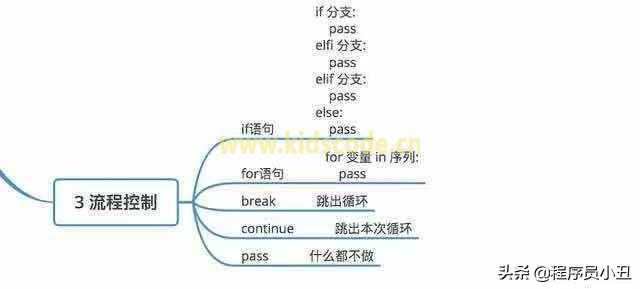 if 分支:
pass
elfi 分支:
pass
elif 分支:
pass
else:
if语句 pass
www.kidscode.cn
for 变量 in 序列:
for语句 pass
3 流程控制
break 跳出循环
continue 跳出本次循环
pass 什么都不做
头条 @程序员小丑